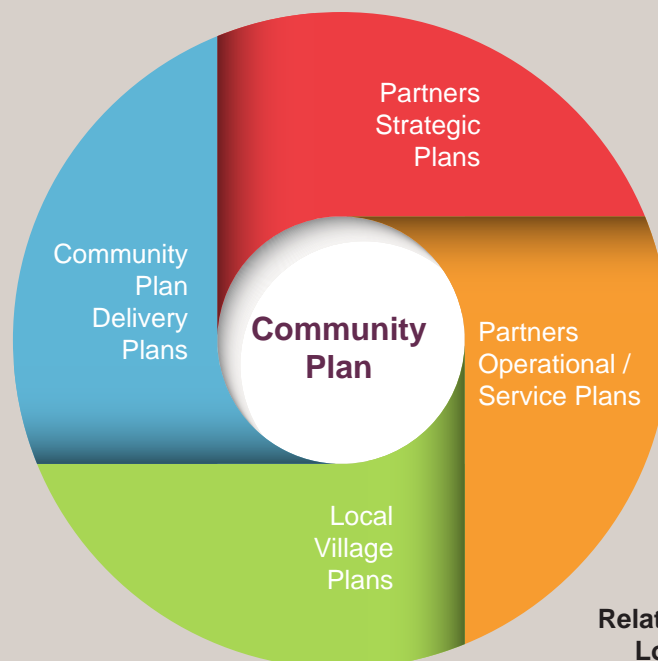 Partners
Strategic
Plans
Community
Plan
Delivery
Plans
Community
Plan
Partners
Operational /
Service Plans
Local
Village
Plans